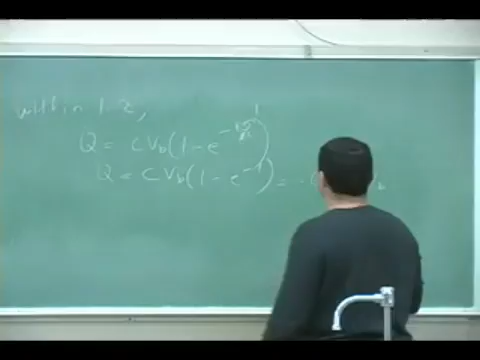 within 1 τ,
Q = CV_b(1 - e^-
Q = CV_b(1 - e^-1) =